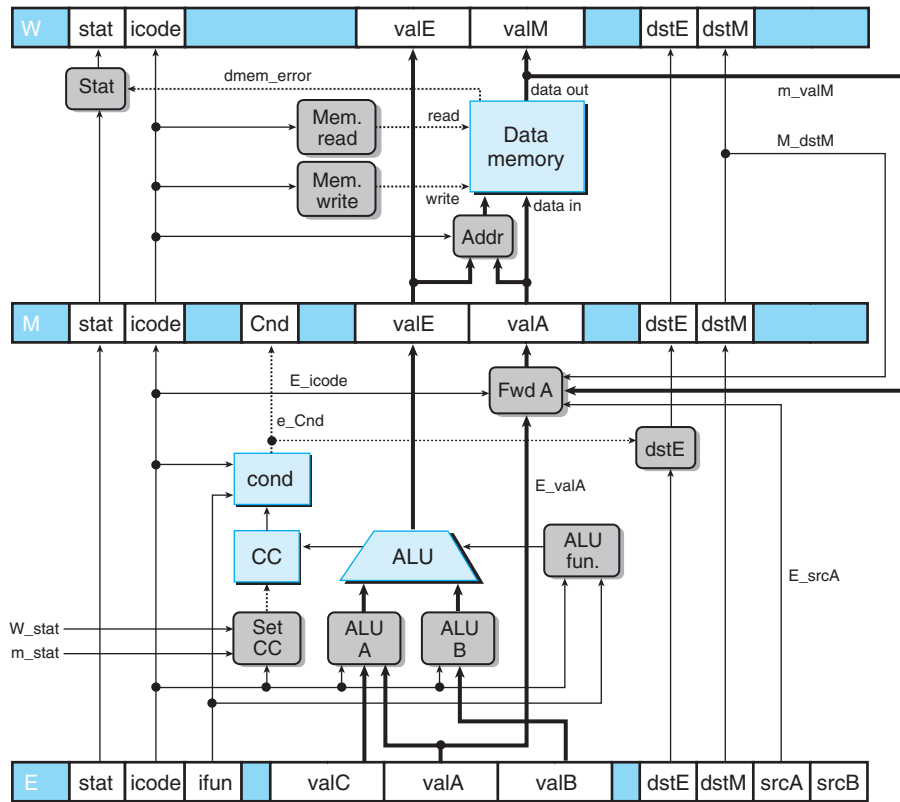 W stat icode valE valM dstE dstM
Stat
dmem_error
data out
m_valM
Mem.
read
read
Data
memory
M_dstM
Mem.
write
write
data in
Addr
M stat icode Cnd valE valA dstE dstM
E_icode
Fwd A
e_Cnd
dstE
cond
E_valA
CC
ALU
ALU
fun.
E_srcA
W_stat
m_stat
Set
CC
ALU
A
ALU
B
E stat icode ifun valC valA valB dstE dstM srcA srcB